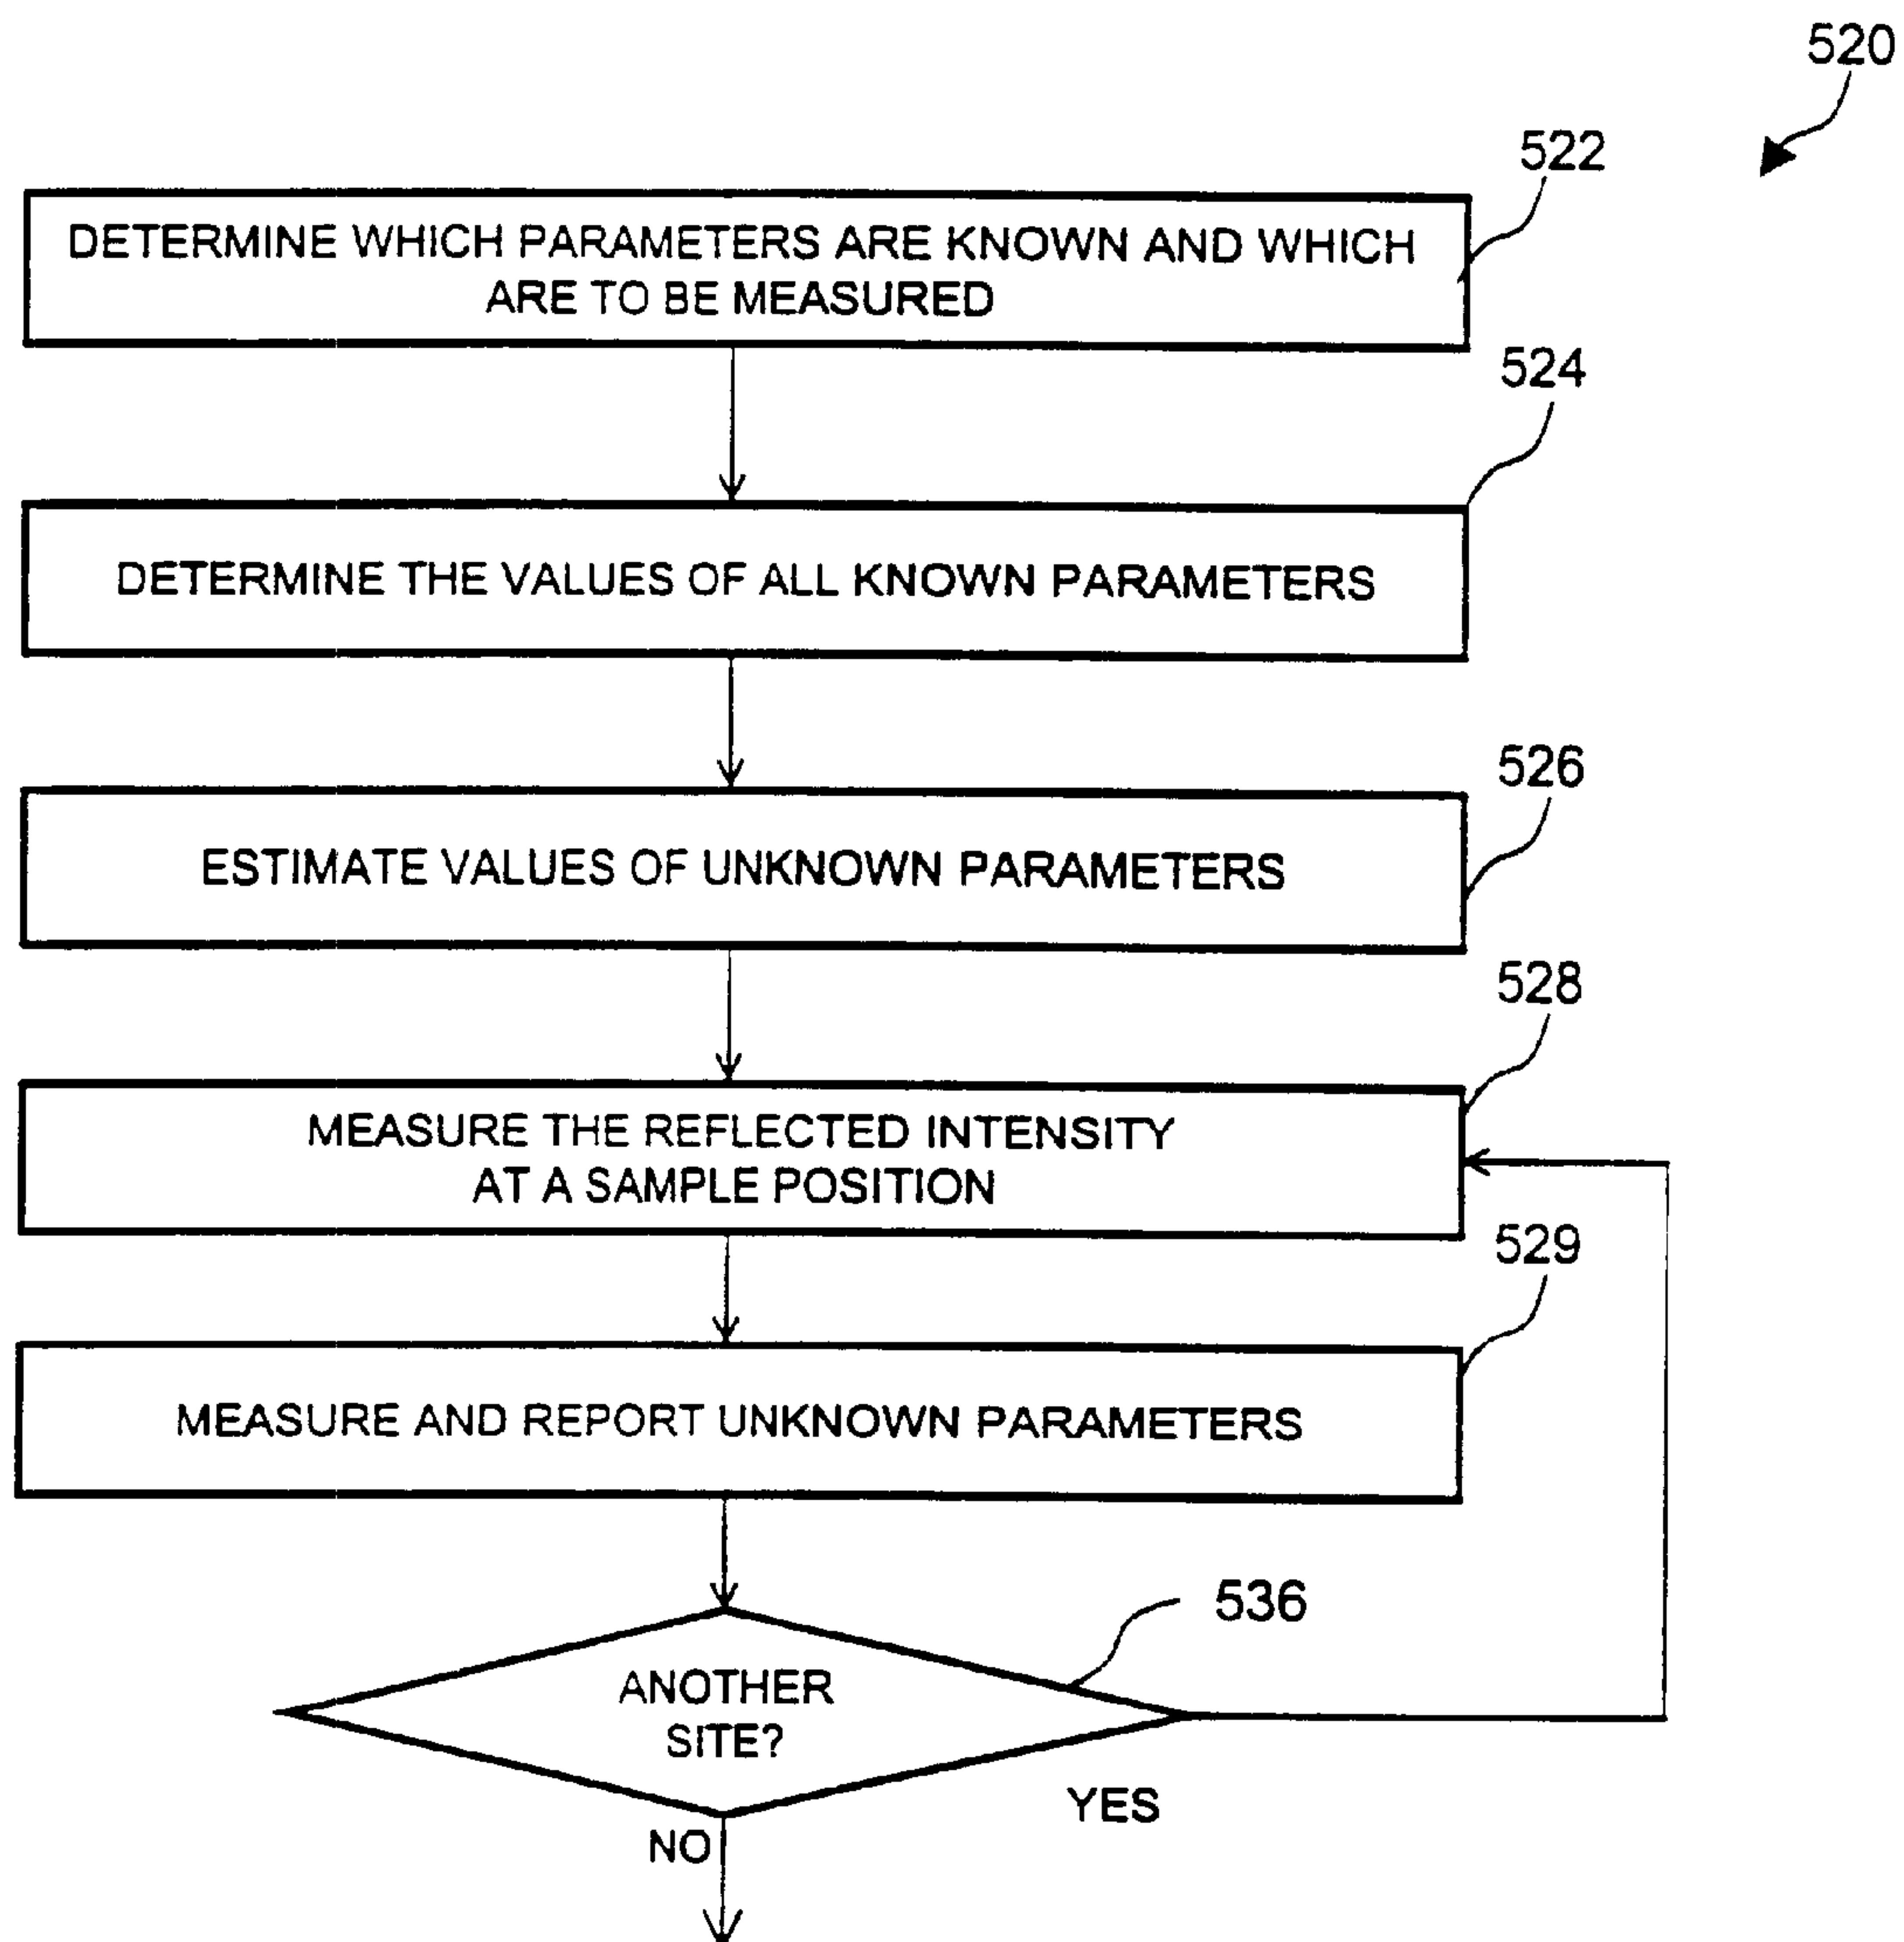 520
522
DETERMINE WHICH PARAMETERS ARE KNOWN AND WHICH
ARE TO BE MEASURED
524
DETERMINE THE VALUES OF ALL KNOWN PARAMETERS
526
ESTIMATE VALUES OF UNKNOWN PARAMETERS
528
MEASURE THE REFLECTED INTENSITY
AT A SAMPLE POSITION
529
MEASURE AND REPORT UNKNOWN PARAMETERS
536
ANOTHER
SITE?
YES
NO